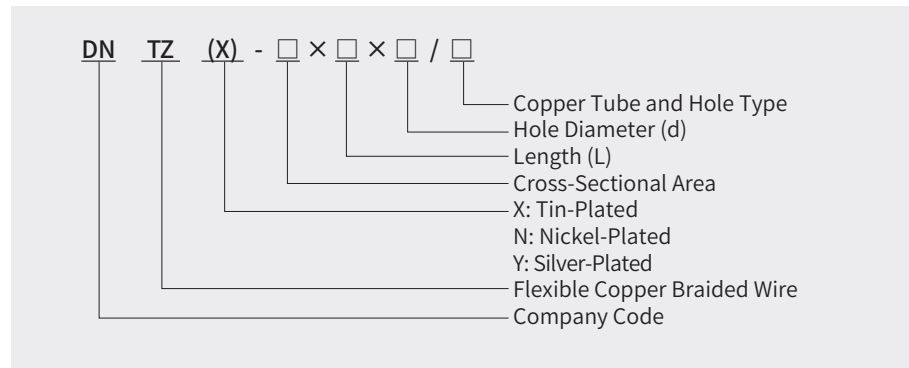 DN TZ (X) - □ × □ × □ / □
Copper Tube and Hole Type
Hole Diameter (d)
Length (L)
Cross-Sectional Area
X: Tin-Plated
N: Nickel-Plated
Y: Silver-Plated
Flexible Copper Braided Wire
Company Code